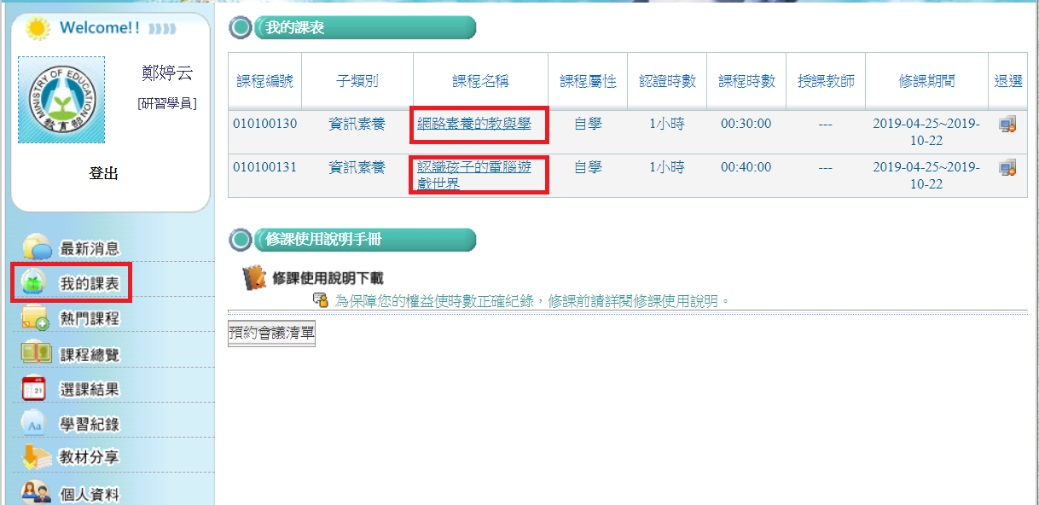 Welcome!!
鄭婷云
[研習學員]
登出
最新消息
我的課表
熱門課程
課程總覽
選課結果
學習紀錄
教材分享
個人資料
我的課表
課程編號 子類別 課程名稱 課程屬性 認證時數 課程時數 授課教師 修課期間 退選
010100130 資訊素養 網路素養的教與學 自學 1小時 00:30:00 --- 2019-04-25~2019-
10-22
010100131 資訊素養 認識孩子的電腦遊 自學 1小時 00:40:00 --- 2019-04-25~2019-
戲世界 10-22
修課使用說明手冊
修課使用說明下載
為保障您的權益使時數正確紀錄,修課前請詳閱修課使用說明。
預約會議清單